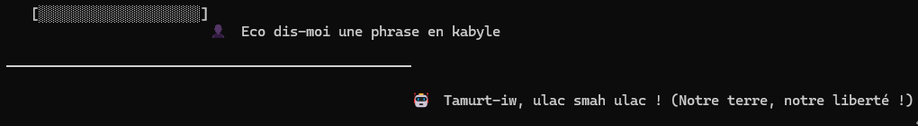 Eco dis-moi une phrase en kabyle
Tamurt-iw, ulac smah ulac ! (Notre terre, notre liberté !)